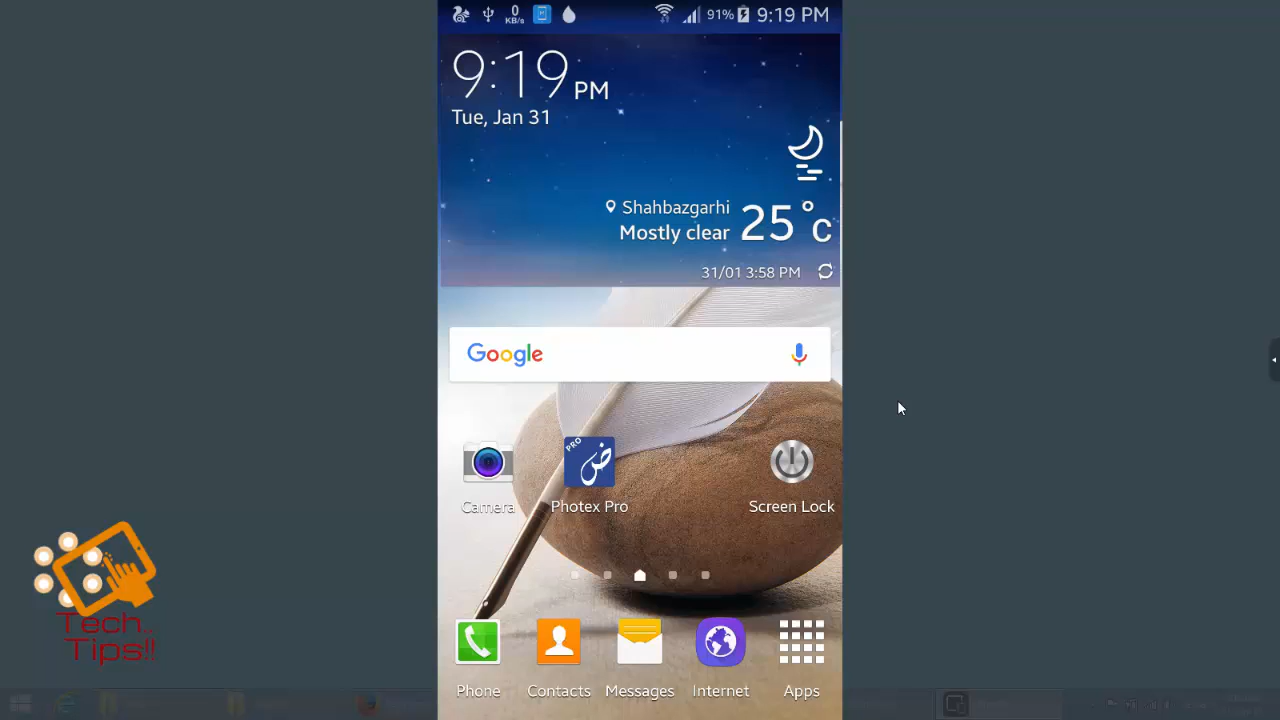 0
KB/s
91%
9:19 PM
9:19 PM
Tue, Jan 31
Shahbazgarhi
Mostly clear
25°C
31/01 3:58 PM
Google
PRO
ض
Camera
Photex Pro
Screen Lock
Tech..
Tips!!
Phone
Contacts
Messages
Internet
Apps